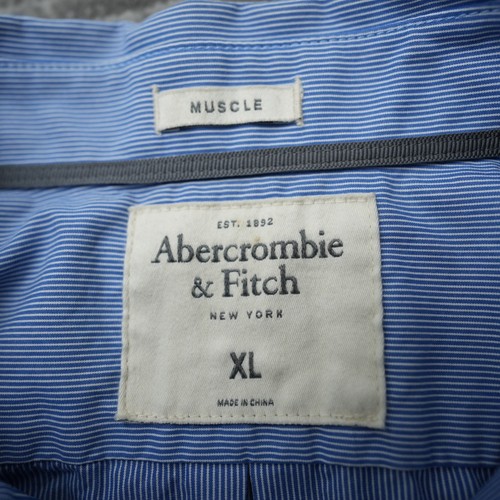 MUSCLE
EST. 1892
Abercrombie
& Fitch
NEW YORK
XL
MADE IN CHINA